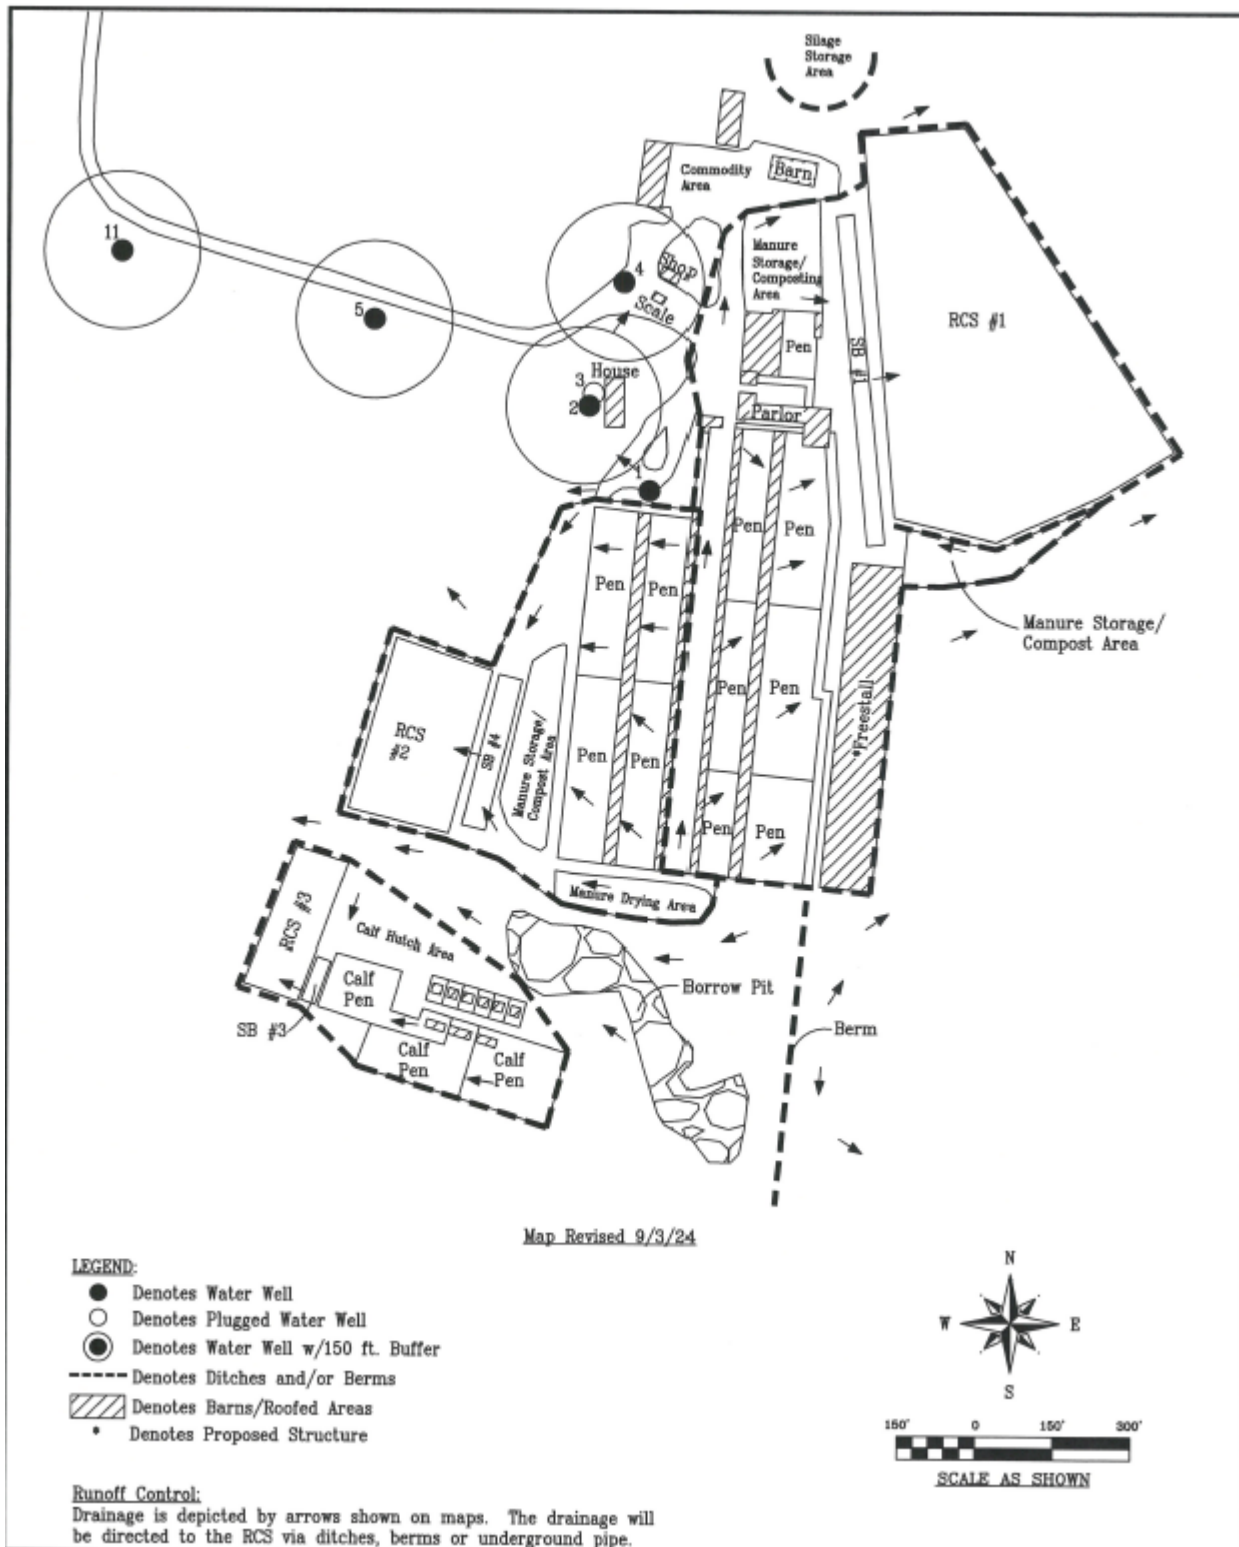 Silage
Storage
Area
Commodity
Area
Barn
11
4
Shop
Manure
Storage/
Composting
Area
5
Scale
RCS #1
SB #1
Pen
House
3
2
Parlor
1
Pen
Pen
Pen
Pen
Manure Storage/
Compost Area
Pen
Pen
*Freestall
RCS
#2
SB #4
Manure Storage/
Compost Area
Pen
Pen
Pen
Pen
Manure Drying Area
RCS #3
Calf Hutch Area
Calf
Pen
Borrow Pit
SB #3
Berm
Calf
Pen
Calf
Pen
Map Revised 9/3/24
LEGEND:
Denotes Water Well
Denotes Plugged Water Well
Denotes Water Well w/150 ft. Buffer
Denotes Ditches and/or Berms
Denotes Barns/Roofed Areas
* Denotes Proposed Structure
N
W E
S
150' 0 150' 300'
SCALE AS SHOWN
Runoff Control:
Drainage is depicted by arrows shown on maps. The drainage will
be directed to the RCS via ditches, berms or underground pipe.